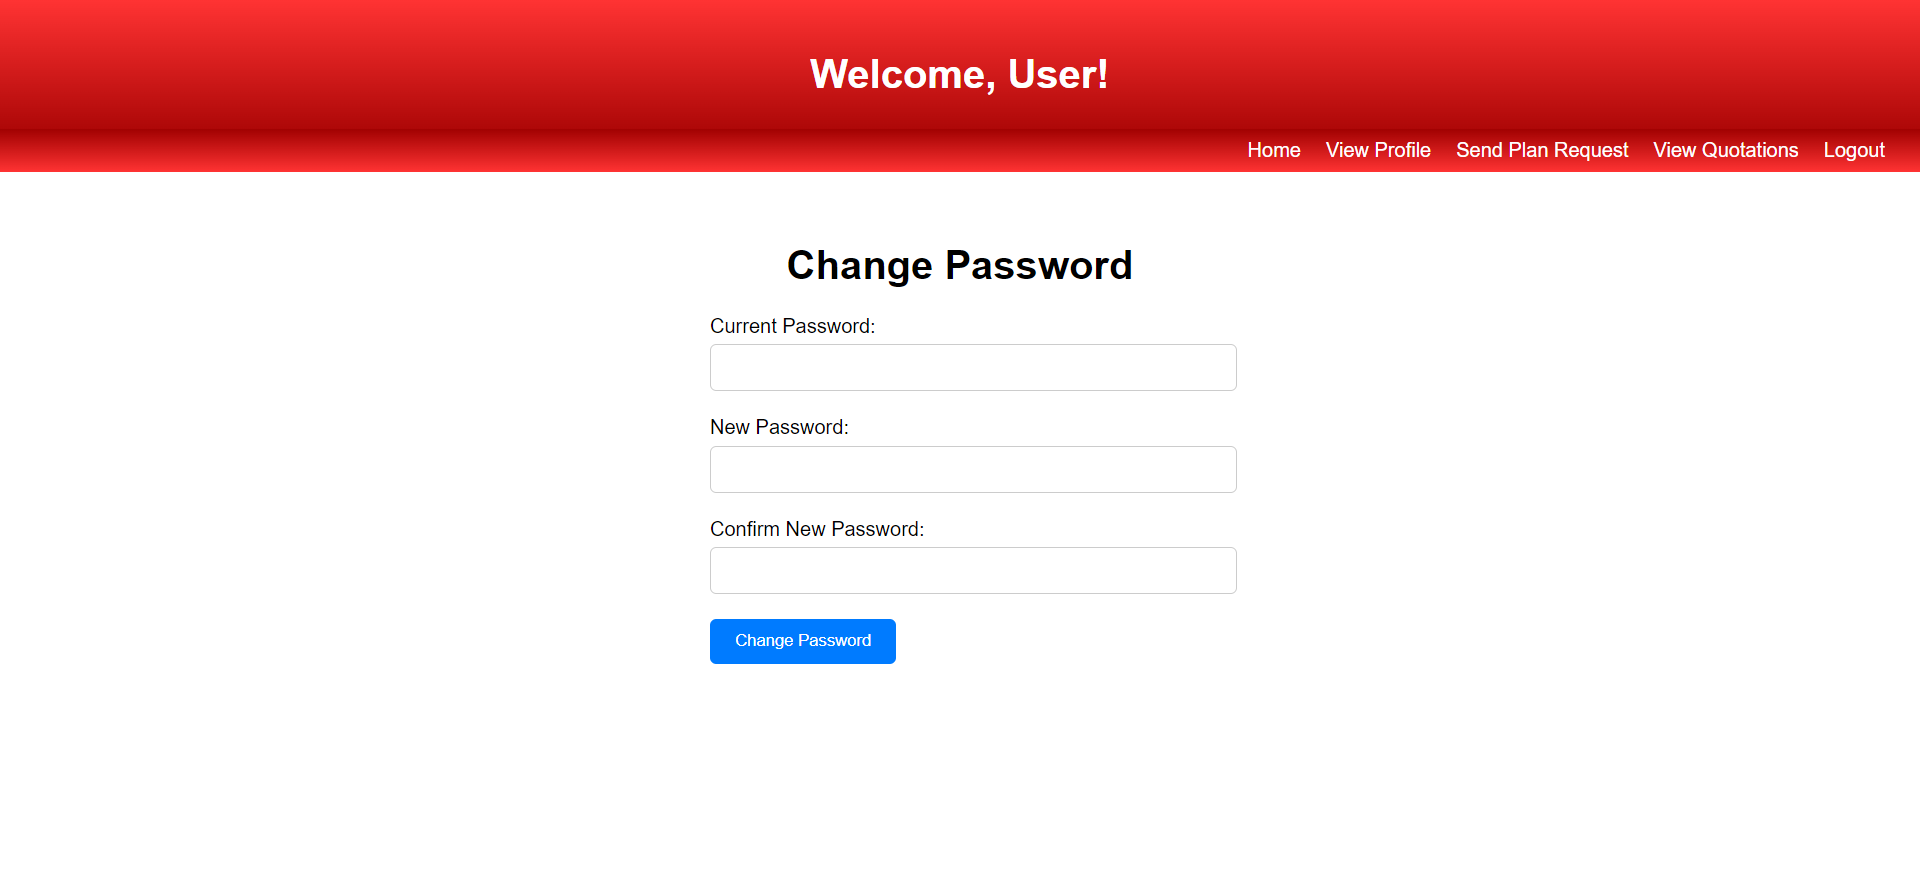 Welcome, User!
Home View Profile Send Plan Request View Quotations Logout
Change Password
Current Password:
New Password:
Confirm New Password:
Change Password